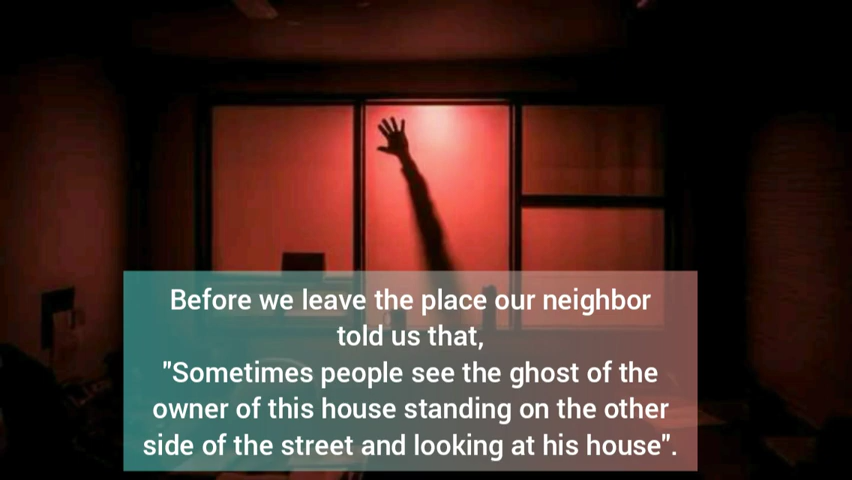 Before we leave the place our neighbor
told us that,
"Sometimes people see the ghost of the
owner of this house standing on the other
side of the street and looking at his house".